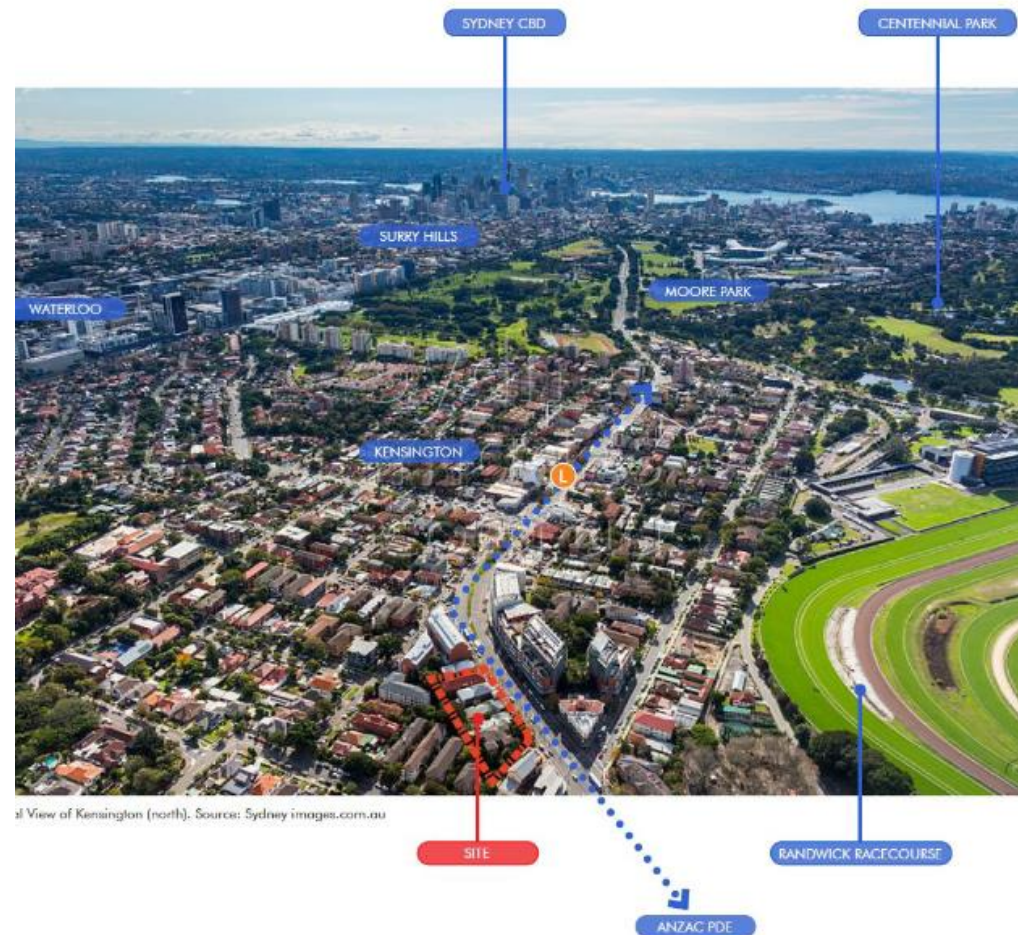 SYDNEY CBD
CENTENNIAL PARK
SURRY HILLS
MOORE PARK
WATERLOO
KENSINGTON
L
al View of Kensington (north). Source: Sydney images.com.au
SITE
RANDWICK RACECOURSE
ANZAC PDE